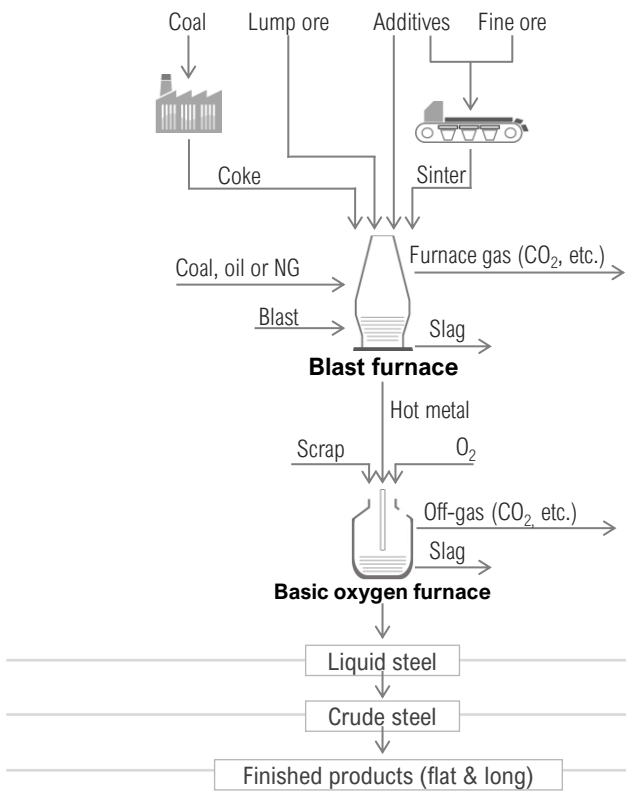 Coal
Lump ore
Additives
Fine ore
Coke
Sinter
Coal, oil or NG
Furnace gas (CO₂, etc.)
Blast
Slag
Blast furnace
Hot metal
Scrap
O₂
Off-gas (CO₂, etc.)
Slag
Basic oxygen furnace
Liquid steel
Crude steel
Finished products (flat & long)